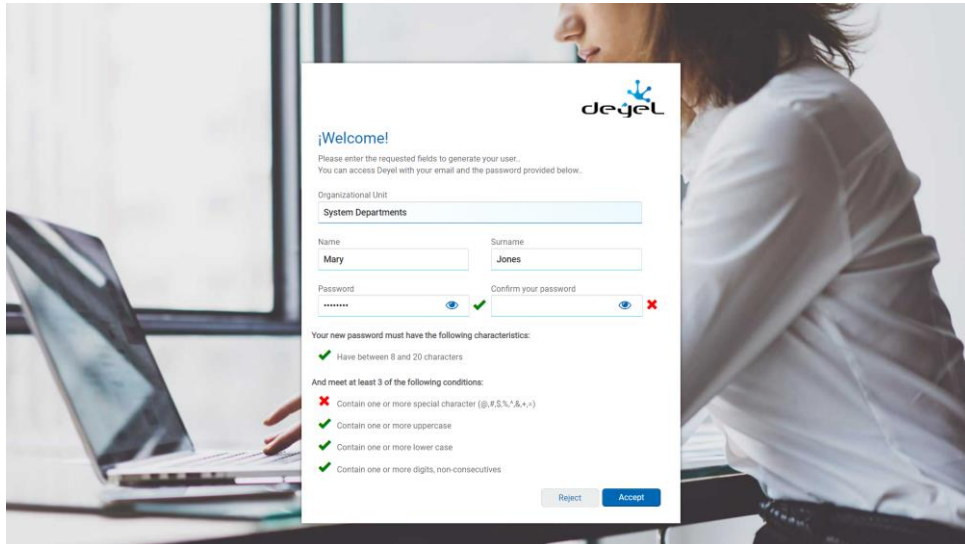 deyel
¡Welcome!
Please enter the requested fields to generate your user..
You can access Deyel with your email and the password provided below..
Organizational Unit
System Departments
Name
Surname
Mary
Jones
Password
Confirm your password
••••••••
Your new password must have the following characteristics:
Have between 8 and 20 characters
And meet at least 3 of the following conditions:
Contain one or more special character (@,#,$,%,^,&,+,=)
Contain one or more uppercase
Contain one or more lower case
Contain one or more digits, non-consecutives
Reject
Accept